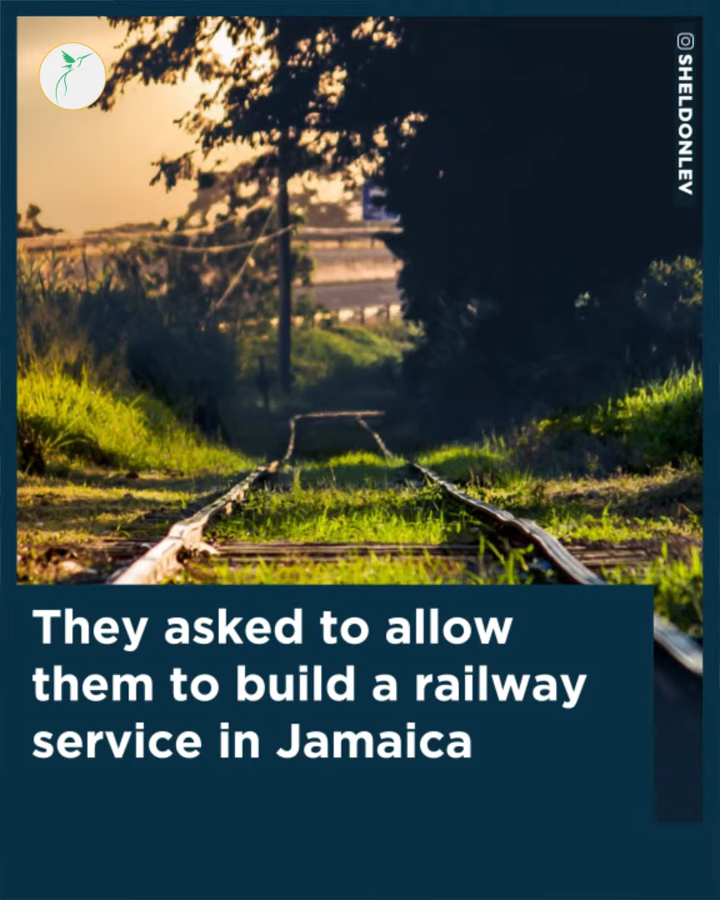 SHELDONLEV
They asked to allow
them to build a railway
service in Jamaica